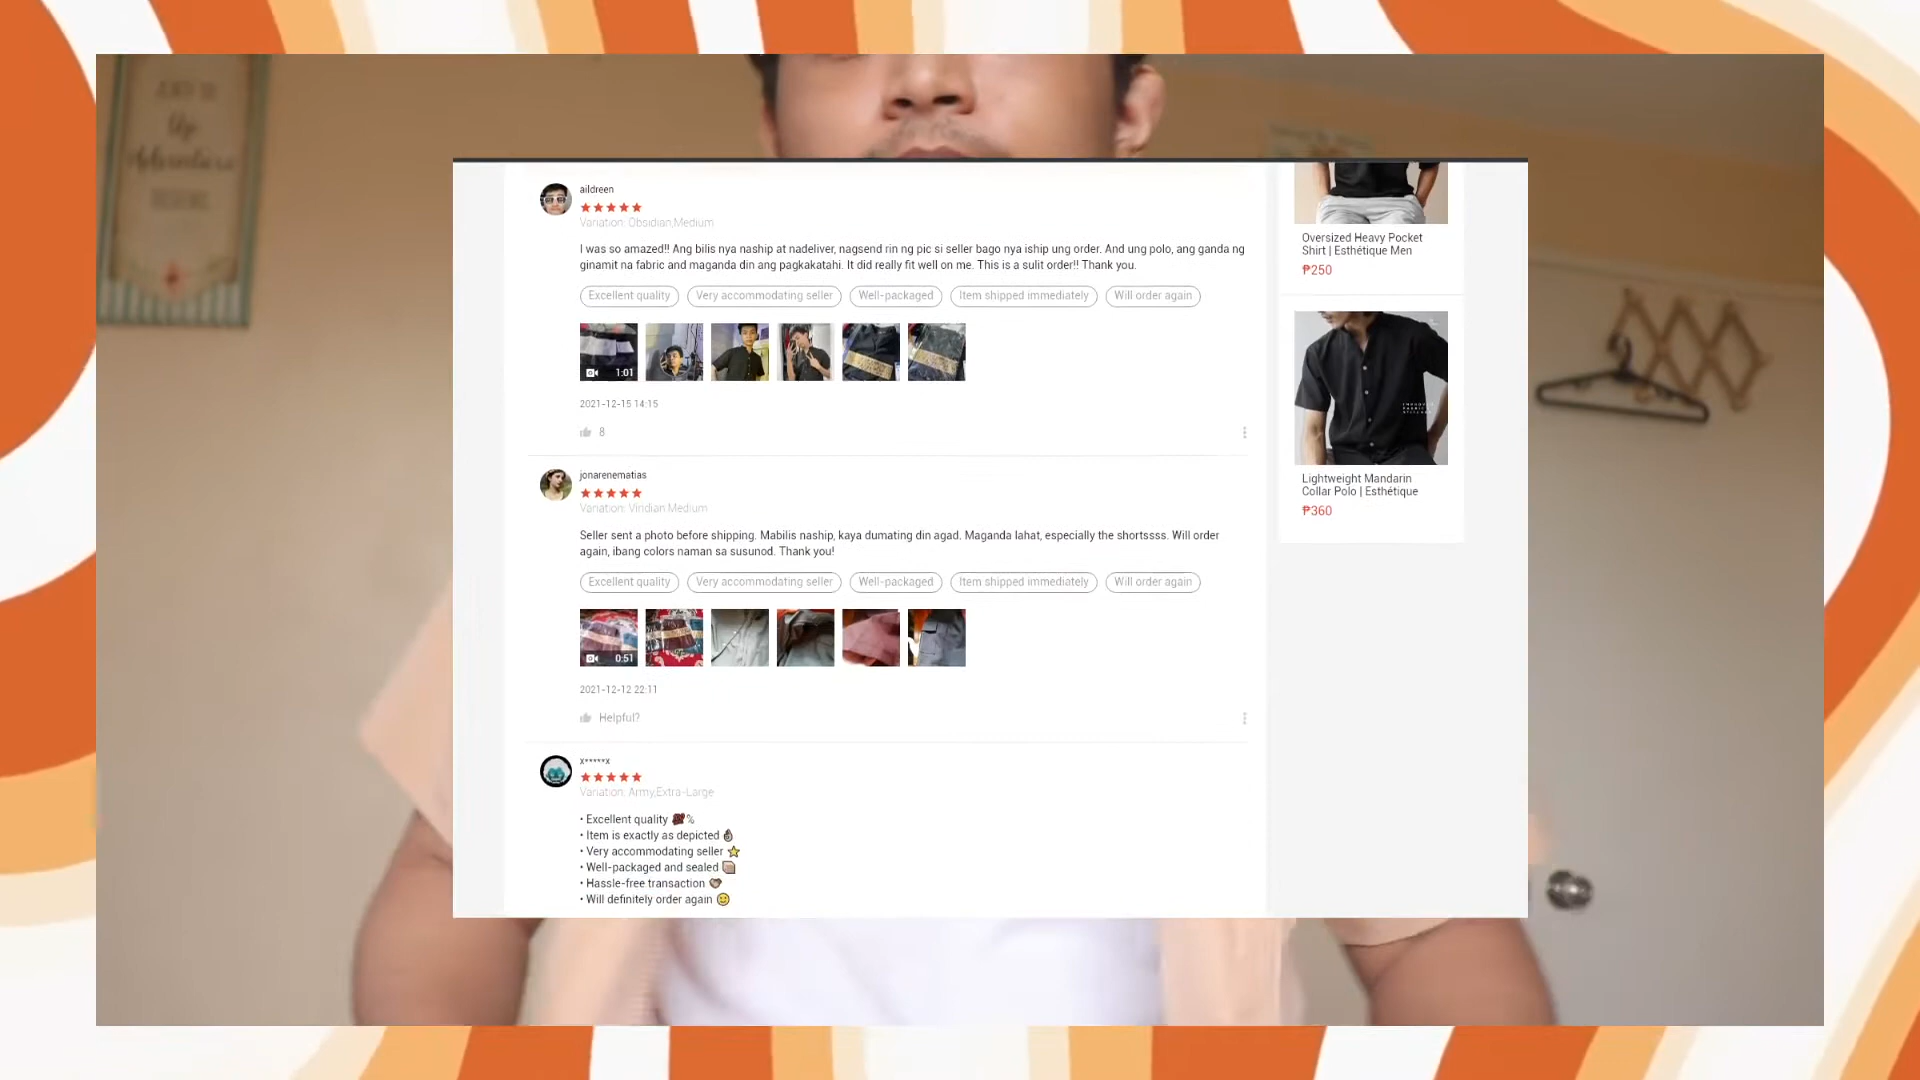 aildreen
Variation: Obsidian,Medium
I was so amazed!! Ang bilis nya naship at nadeliver, nagsend rin ng pic si seller bago nya iship ung order. And ung polo, ang ganda ng
ginamit na fabric and maganda din ang pagkakatahi. It did really fit well on me. This is a sulit order!! Thank you.
Excellent quality
Very accommodating seller
Well-packaged
Item shipped immediately
Will order again
1:01
2021-12-15 14:15
8
jonarenematias
Variation: Viridian Medium
Seller sent a photo before shipping. Mabilis naship, kaya dumating din agad. Maganda lahat, especially the shortssss. Will order
again, ibang colors naman sa susunod. Thank you!
Excellent quality
Very accommodating seller
Well-packaged
Item shipped immediately
Will order again
0:51
2021-12-12 22:11
Helpful?
x*****x
Variation: Army,Extra-Large
• Excellent quality 💯%
• Item is exactly as depicted 👌
• Very accommodating seller ⭐
• Well-packaged and sealed
• Hassle-free transaction
• Will definitely order again 🙂
Oversized Heavy Pocket
Shirt | Esthétique Men
₱250
Lightweight Mandarin
Collar Polo | Esthétique
₱360